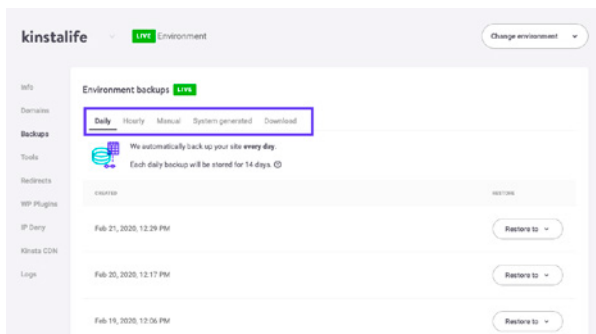 kinstalife LIVE Environment Change environment
Info
Domains
Backups
Tools
Redirects
WP Plugins
IP Deny
Kinsta CDN
Logs
Environment backups LIVE
Daily Hourly Manual System generated Download
We automatically back up your site every day.
Each daily backup will be stored for 14 days.
CREATED RESTORE
Feb 21, 2020, 12:29 PM Restore to
Feb 20, 2020, 12:17 PM Restore to
Feb 19, 2020, 12:06 PM Restore to